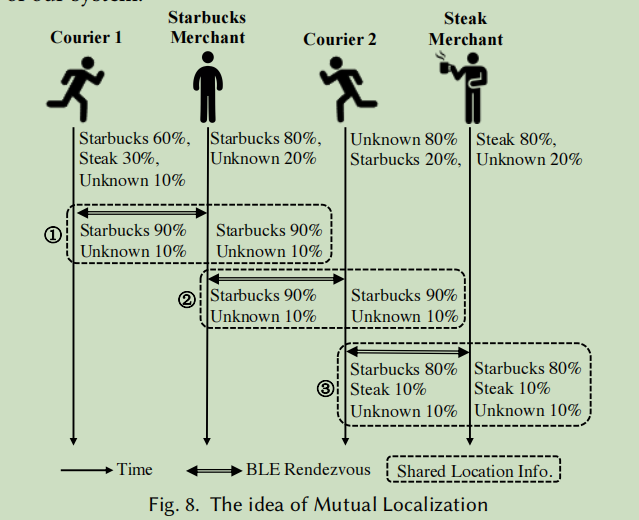 of our system.
Courier 1
Starbucks
Merchant
Courier 2
Steak
Merchant
Starbucks 60%,
Steak 30%,
Unknown 10%
Starbucks 80%,
Unknown 20%
Unknown 80%
Starbucks 20%,
Steak 80%,
Unknown 20%
①
Starbucks 90%
Unknown 10%
Starbucks 90%
Unknown 10%
②
Starbucks 90%
Unknown 10%
Starbucks 90%
Unknown 10%
③
Starbucks 80%
Steak 10%
Unknown 10%
Starbucks 80%
Steak 10%
Unknown 10%
Time
BLE Rendezvous
Shared Location Info.
Fig. 8. The idea of Mutual Localization